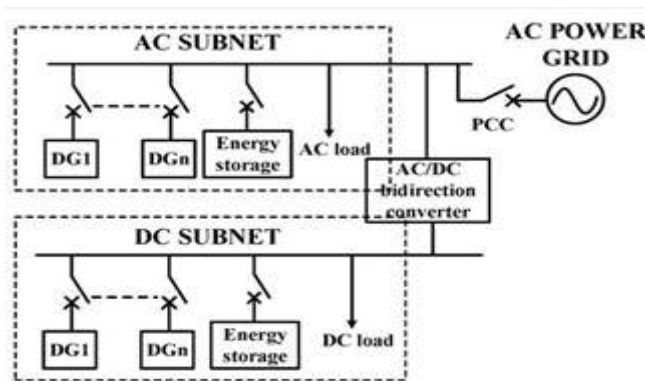 AC SUBNET
AC POWER
GRID
PCC
DG1
DGn
Energy
storage
AC load
AC/DC
bidirection
converter
DC SUBNET
DG1
DGn
Energy
storage
DC load